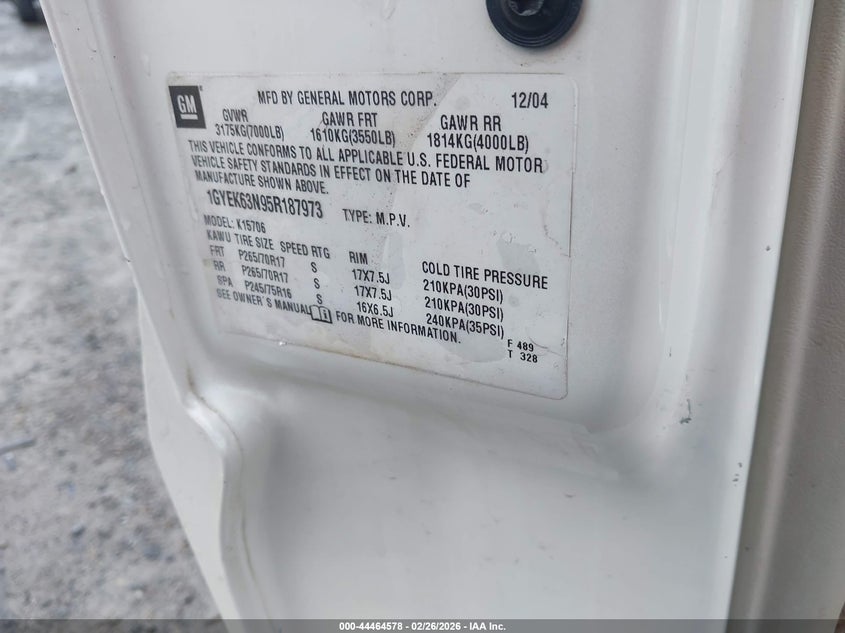 GM
MFD BY GENERAL MOTORS CORP. 12/04
GVWR GAWR FRT GAWR RR
3175KG(7000LB) 1610KG(3550LB) 1814KG(4000LB)
THIS VEHICLE CONFORMS TO ALL APPLICABLE U.S. FEDERAL MOTOR
VEHICLE SAFETY STANDARDS IN EFFECT ON THE DATE OF
MANUFACTURE SHOWN ABOVE.
1GYEK63N95R187973 TYPE: M.P.V.
MODEL: K15706
KAWU TIRE SIZE SPEED RTG RIM COLD TIRE PRESSURE
FRT P265/70R17 S 17X7.5J 210KPA(30PSI)
RR P265/70R17 S 17X7.5J 210KPA(30PSI)
SPA P245/75R16 S 16X6.5J 240KPA(35PSI)
SEE OWNER'S MANUAL FOR MORE INFORMATION.
F 489
T 328
000-44464578 - 02/26/2026 - IAA Inc.